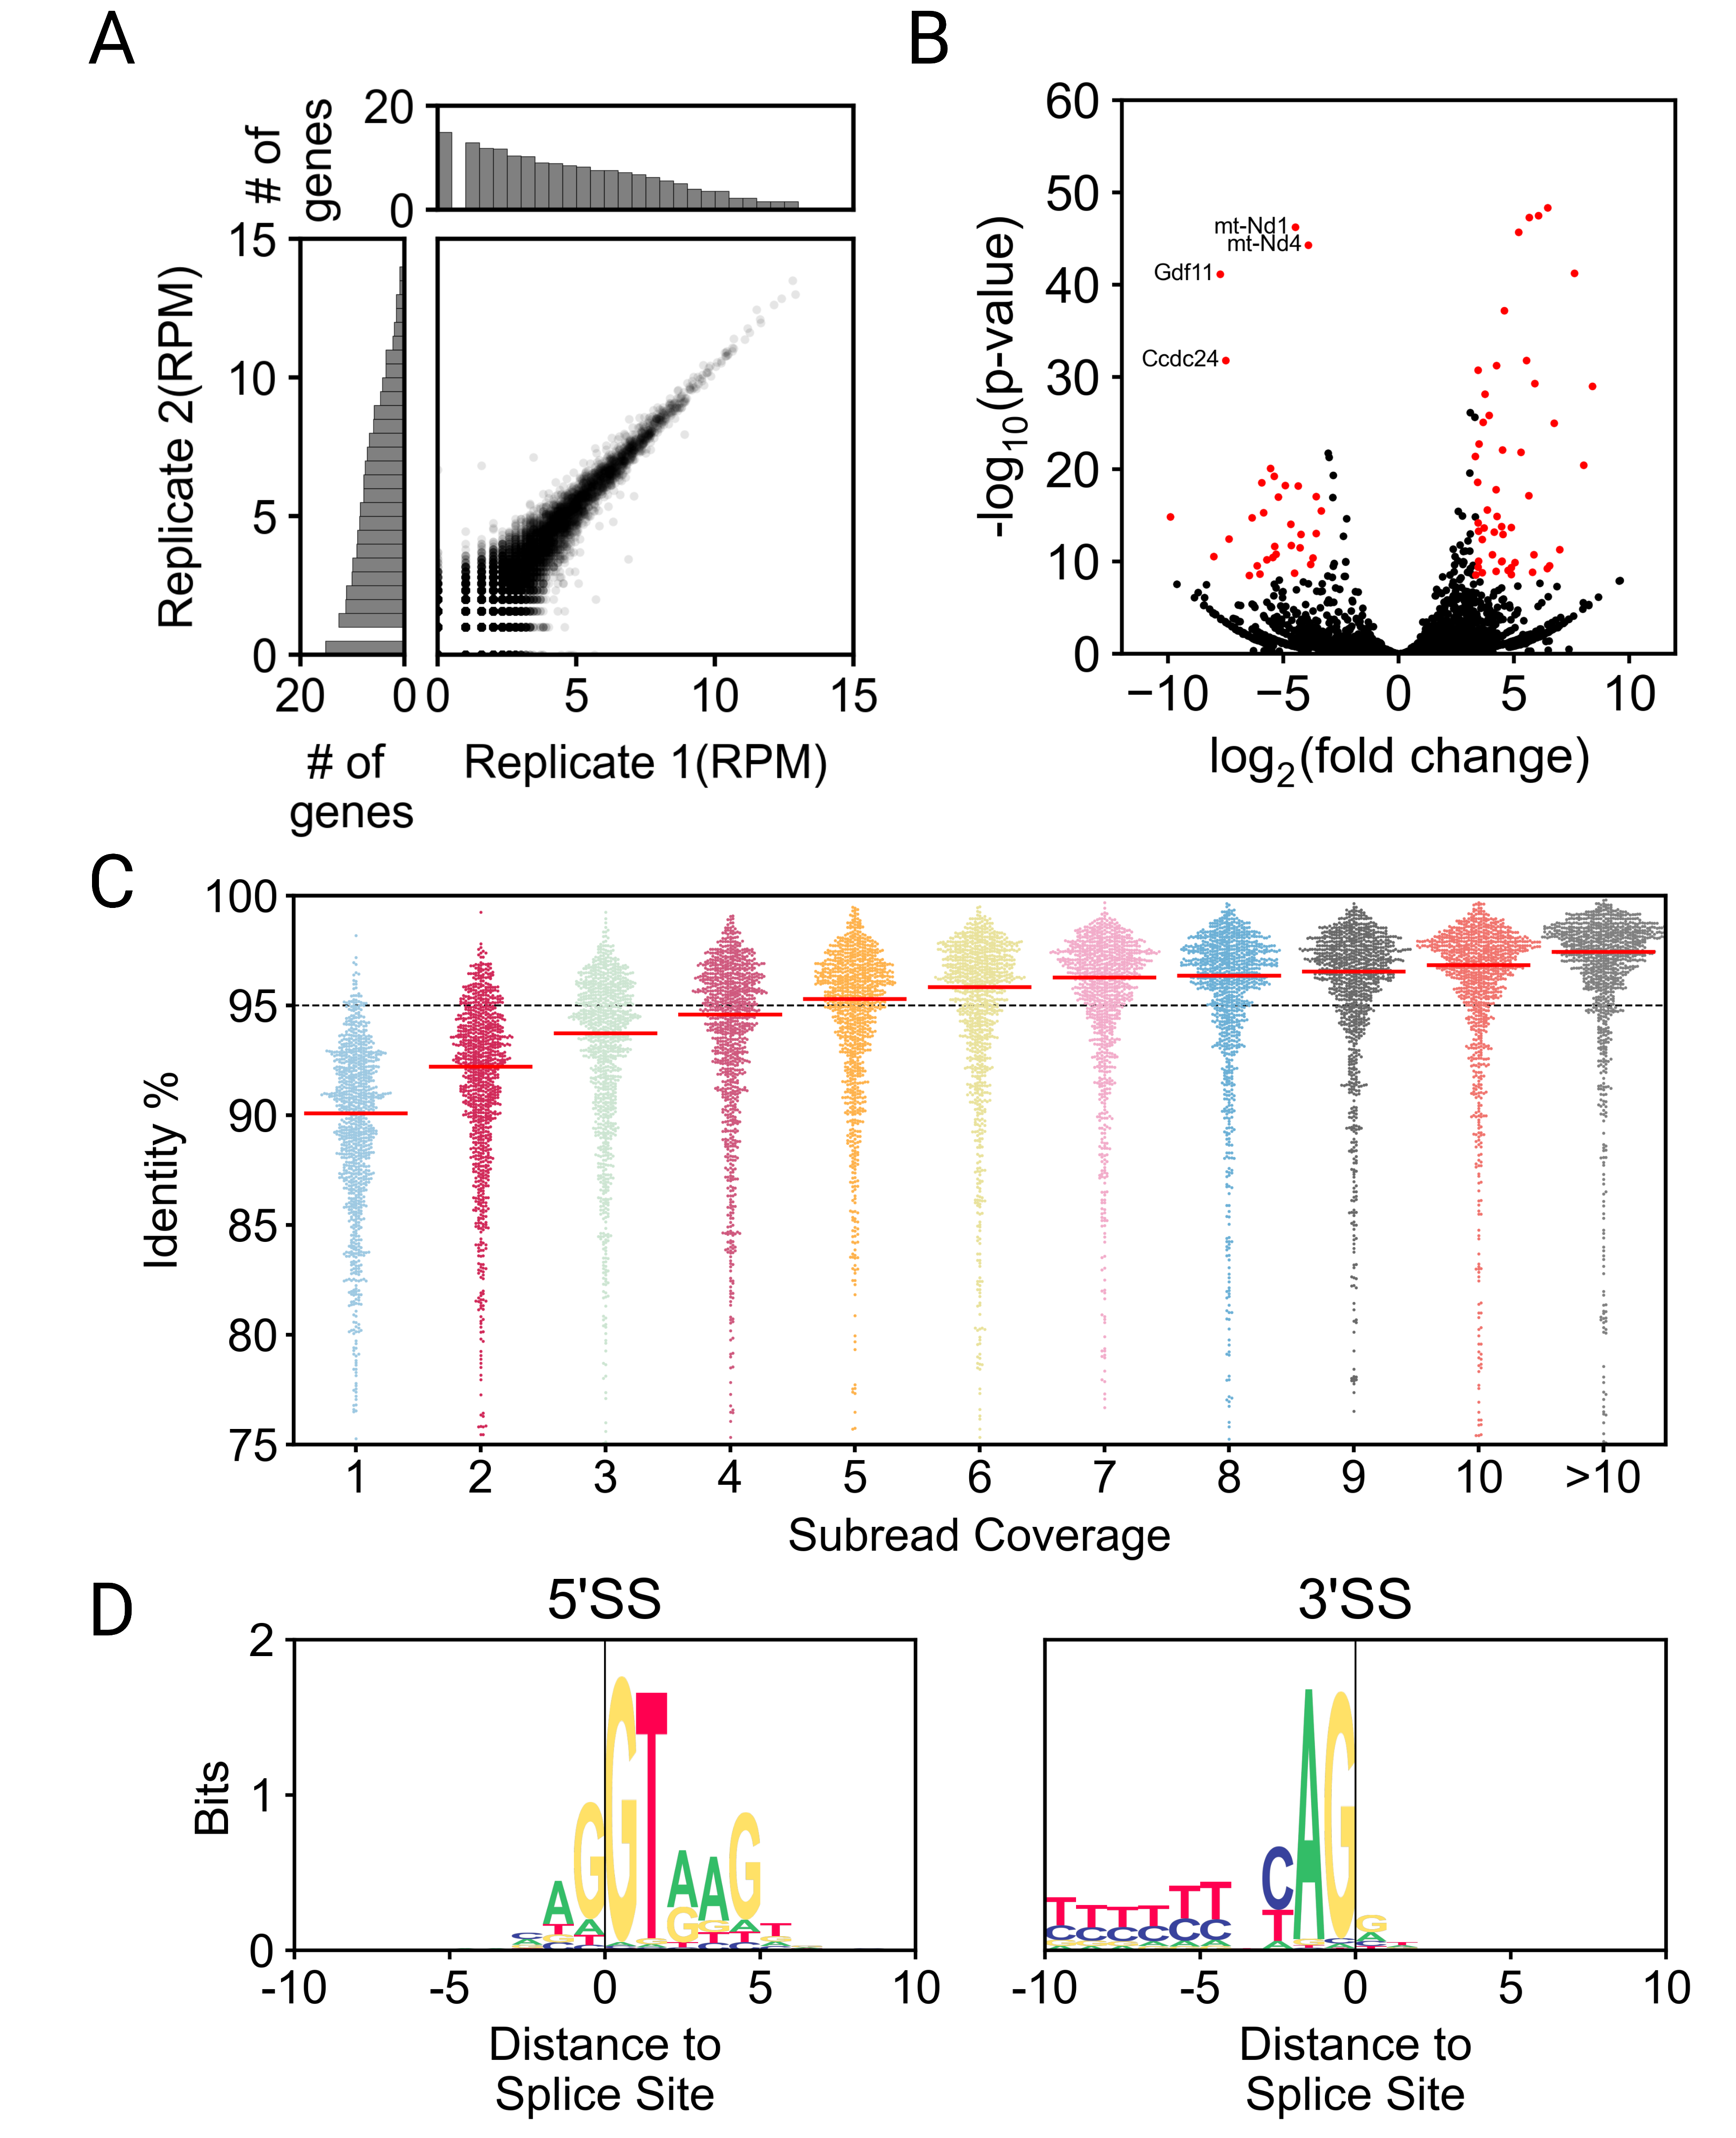 A
B
# of
genes
20
0
Replicate 2(RPM)
15
10
5
0
20
0
# of
genes
0
5
10
15
Replicate 1(RPM)
-log10(p-value)
60
50
40
30
20
10
0
mt-Nd1
mt-Nd4
Gdf11
Ccdc24
−10
−5
0
5
10
log2(fold change)
C
Identity %
100
95
90
85
80
75
1
2
3
4
5
6
7
8
9
10
>10
Subread Coverage
D
5'SS
3'SS
Bits
2
1
0
A
G
G
T
A
A
G
-10
-5
0
5
10
Distance to
Splice Site
T
T
T
T
T
T
C
C
C
C
C
C
C
T
A
G
-10
-5
0
5
10
Distance to
Splice Site